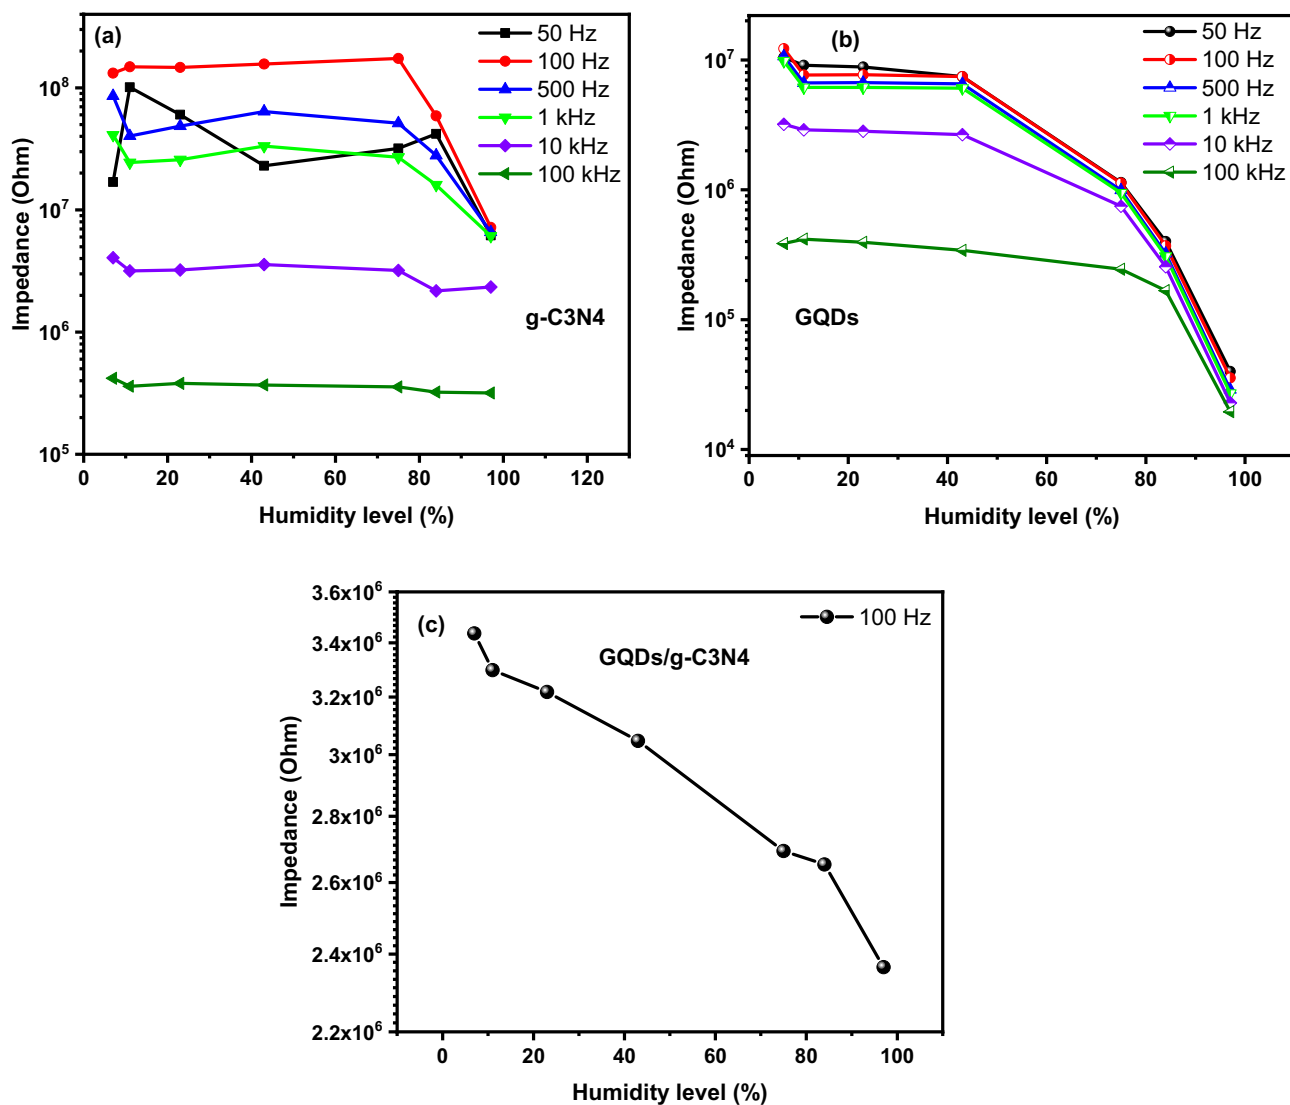 (a)
50 Hz
100 Hz
500 Hz
1 kHz
10 kHz
100 kHz
10^8
10^7
10^6
10^5
Impedance (Ohm)
g-C3N4
0 20 40 60 80 100 120
Humidity level (%)
(b)
50 Hz
100 Hz
500 Hz
1 kHz
10 kHz
100 kHz
10^7
10^6
10^5
10^4
Impedance (Ohm)
GQDs
0 20 40 60 80 100
Humidity level (%)
(c)
100 Hz
GQDs/g-C3N4
3.6x10^6
3.4x10^6
3.2x10^6
3x10^6
2.8x10^6
2.6x10^6
2.4x10^6
2.2x10^6
Impedance (Ohm)
0 20 40 60 80 100
Humidity level (%)